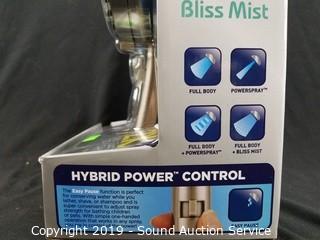 Bliss Mist
FULL BODY
POWERSPRAY™
FULL BODY
+ POWERSPRAY™
FULL BODY
+ BLISS MIST
HYBRID POWER™ CONTROL
The Easy Pause function is perfect
for conserving water while you
lather, shave, or shampoo and is
super convenient to adjust spray
strength for bathing children
or pets. With simple one-handed
operation that works in any spray
Copyright 2019 - Sound Auction Service